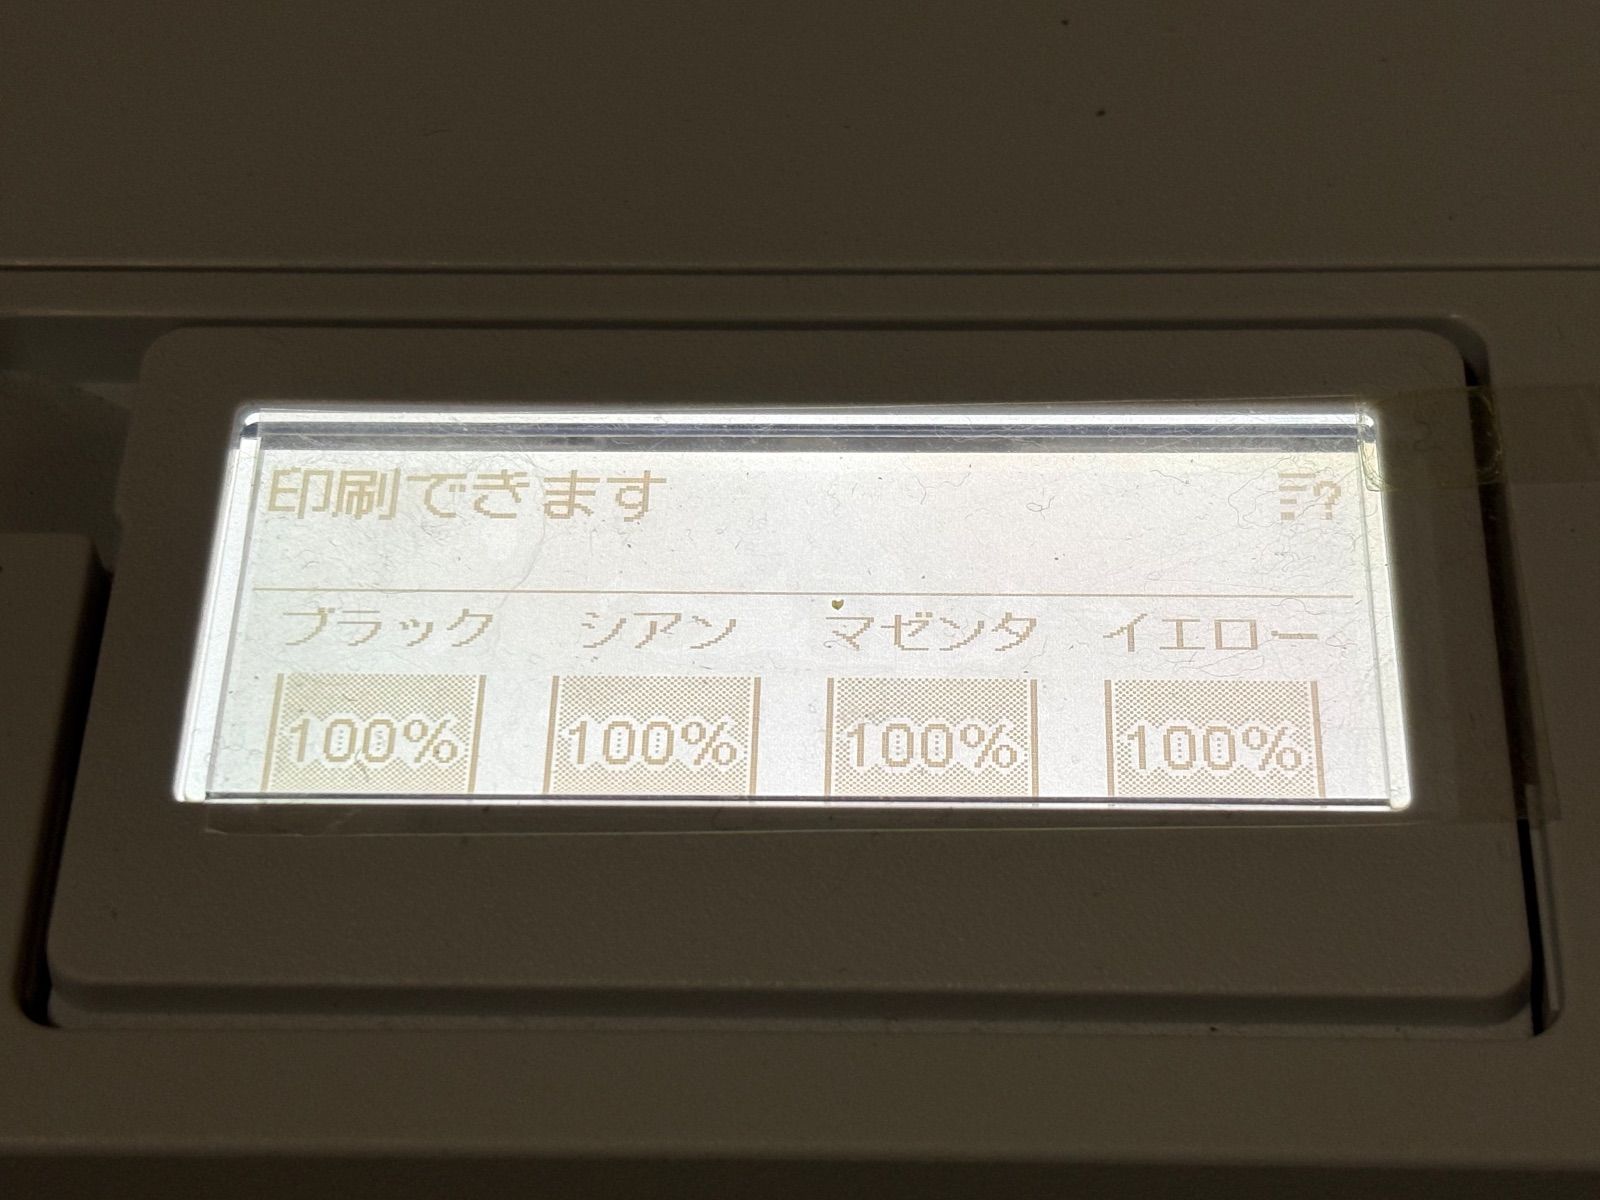 印刷できます ?
ブラック シアン マゼンタ イエロー
100% 100% 100% 100%